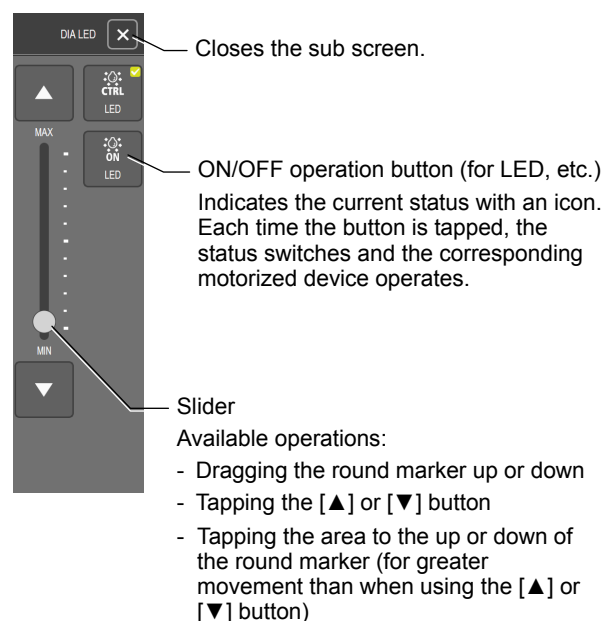 DIA LED
Closes the sub screen.
CTRL
LED
MAX
ON
LED
ON/OFF operation button (for LED, etc.)
Indicates the current status with an icon.
Each time the button is tapped, the
status switches and the corresponding
motorized device operates.
MIN
Slider
Available operations:
- Dragging the round marker up or down
- Tapping the [▲] or [▼] button
- Tapping the area to the up or down of
the round marker (for greater
movement than when using the [▲] or
[▼] button)